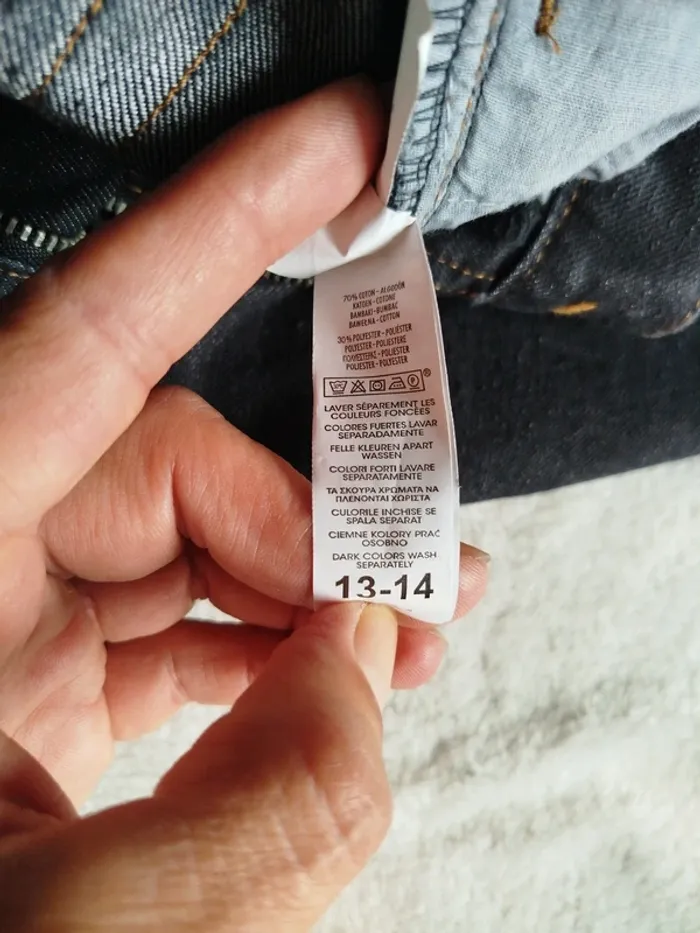 70% COTON - ALGODÓN
KATOEN - COTONE
BAMBAKI - BUMBAC
BAWEŁNA - COTTON
30% POLYESTER - POLIÉSTER
POLYESTER - POLIESTERE
ΠΟΛΥΕΣΤΕΡΑΣ - POLIESTER
POLIESTER - POLYESTER
LAVER SÉPAREMENT LES
COULEURS FONCÉES
COLORES FUERTES LAVAR
SEPARADAMENTE
FELLE KLEUREN APART
WASSEN
COLORI FORTI LAVARE
SEPARATAMENTE
ΤΑ ΣΚΟΥΡΑ ΧΡΩΜΑΤΑ ΝΑ
ΠΛΕΝΟΝΤΑΙ ΧΩΡΙΣΤΑ
CULORILE INCHISE SE
SPALA SEPARAT
CIEMNE KOLORY PRAĆ
OSOBNO
DARK COLORS WASH
SEPARATELY
13-14